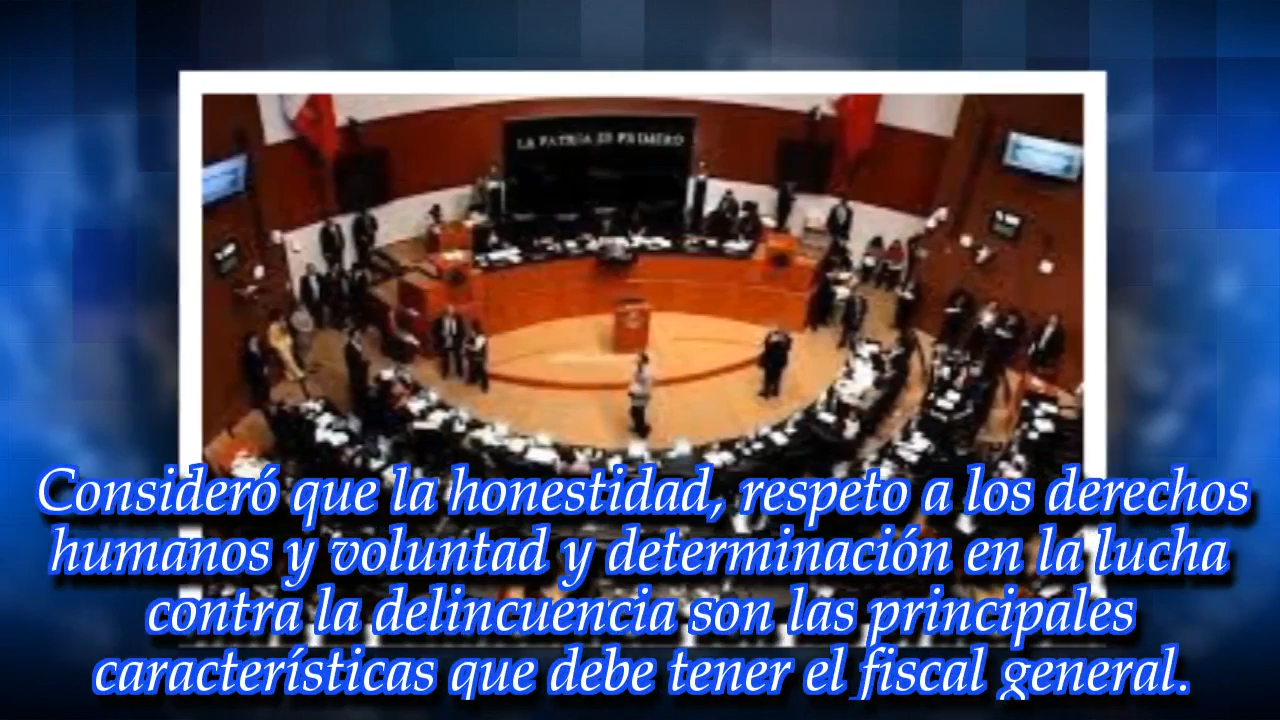 LA PATRIA ES PRIMERO
Consideró que la honestidad, respeto a los derechos
humanos y voluntad y determinación en la lucha
contra la delincuencia son las principales
características que debe tener el fiscal general.